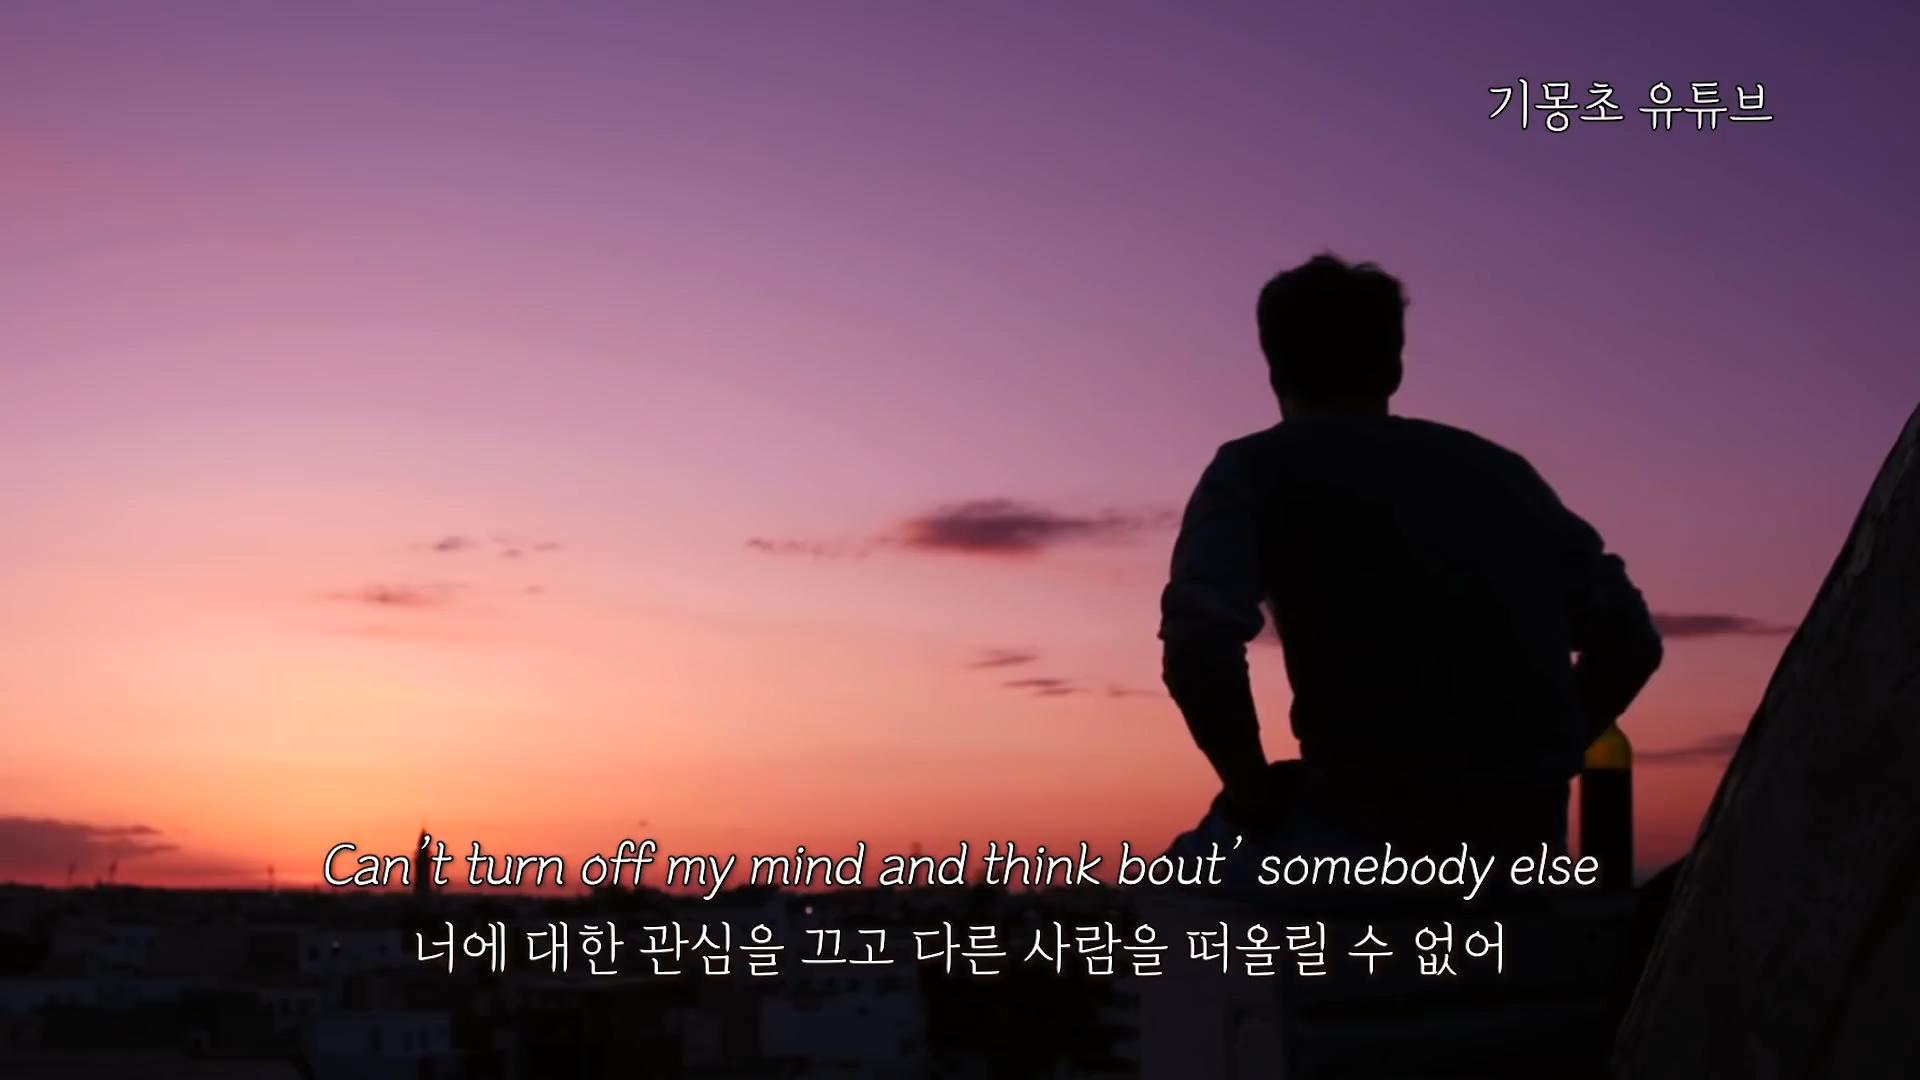 기몽초 유튜브
Can't turn off my mind and think bout' somebody else
너에 대한 관심을 끄고 다른 사람을 떠올릴 수 없어